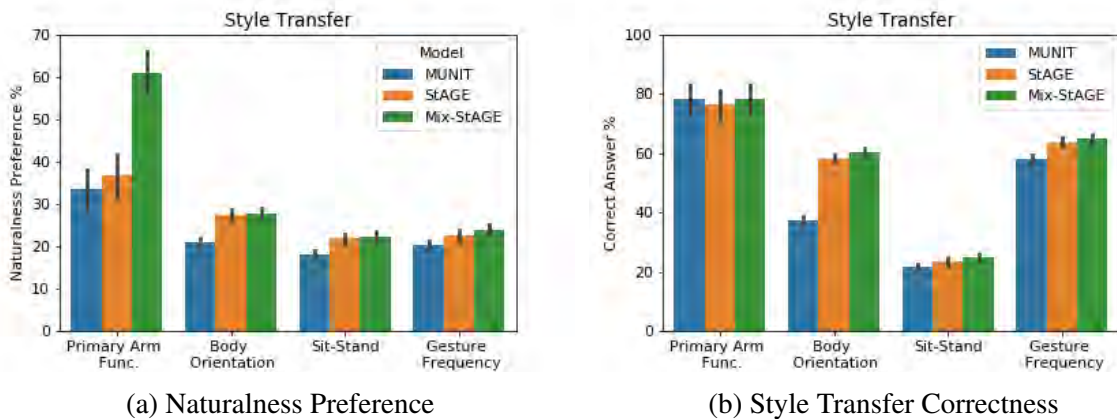 Style Transfer
Naturalness Preference %
70
60
50
40
30
20
10
0
Model
MUNIT
StAGE
Mix-StAGE
Primary Arm
Func.
Body
Orientation
Sit-Stand
Gesture
Frequency
(a) Naturalness Preference
Style Transfer
Correct Answer %
100
80
60
40
20
0
MUNIT
StAGE
Mix-StAGE
Primary Arm
Func.
Body
Orientation
Sit-Stand
Gesture
Frequency
(b) Style Transfer Correctness